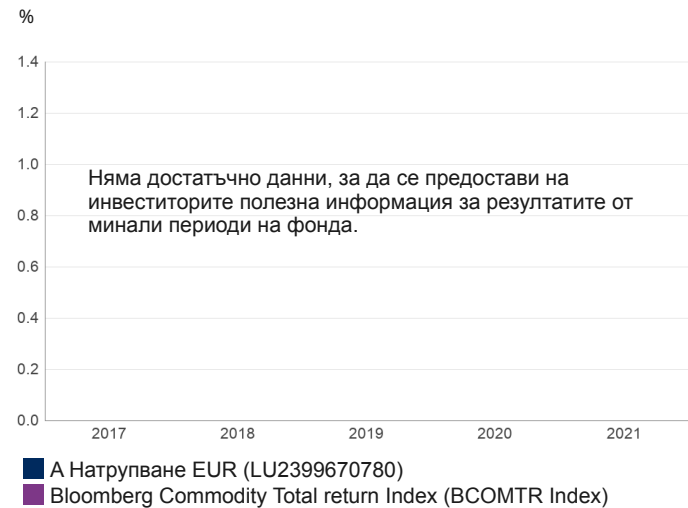 %
1.4
1.2
1.0
Няма достатъчно данни, за да се предостави на
инвеститорите полезна информация за резултатите от
0.8
минали периоди на фонда.
0.6
0.4
0.2
0.0
2017 2018 2019 2020 2021
А Натрупване EUR (LU2399670780)
Bloomberg Commodity Total return Index (BCOMTR Index)